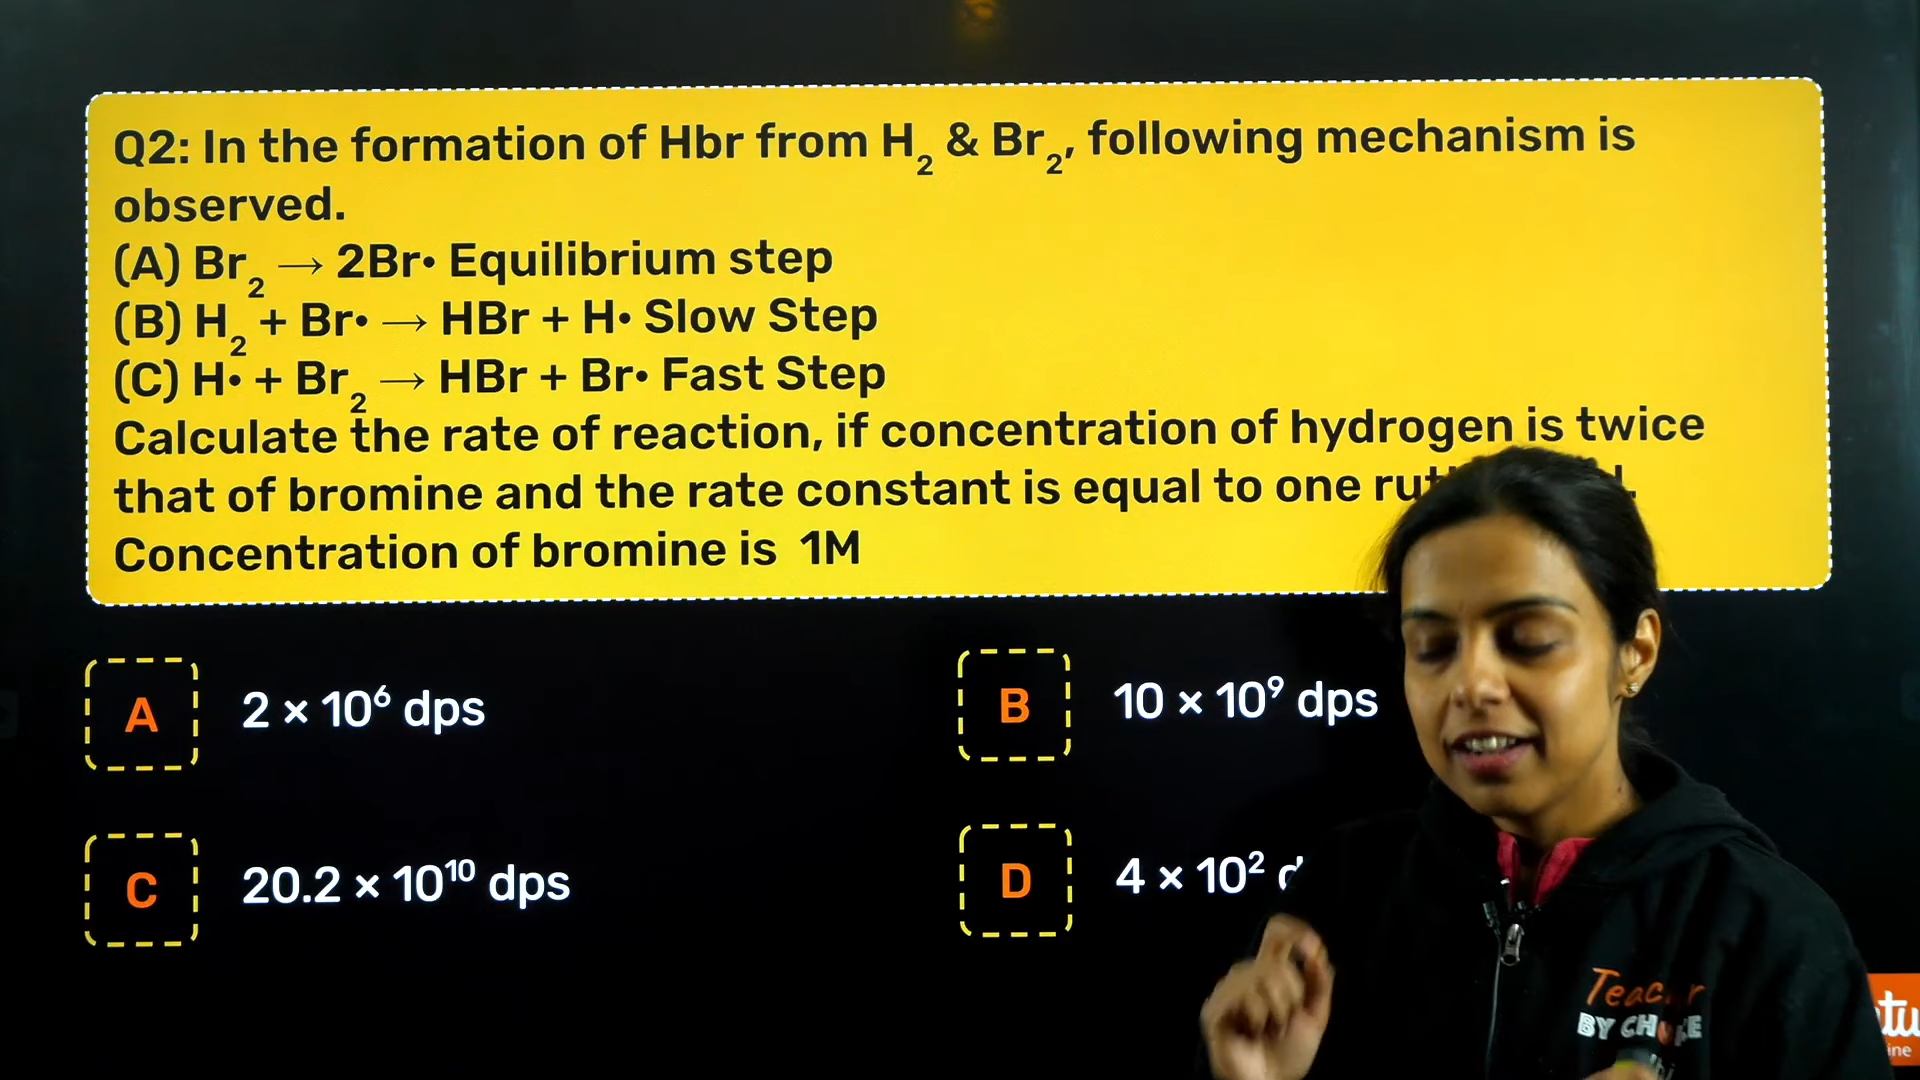 Q2: In the formation of Hbr from H₂ & Br₂, following mechanism is
observed.
(A) Br₂ → 2Br• Equilibrium step
(B) H₂ + Br• → HBr + H• Slow Step
(C) H• + Br₂ → HBr + Br• Fast Step
Calculate the rate of reaction, if concentration of hydrogen is twice
that of bromine and the rate constant is equal to one
Concentration of bromine is 1M
A 2 × 10⁶ dps
B 10 × 10⁹ dps
C 20.2 × 10¹⁰ dps
D 4 × 10²
BY